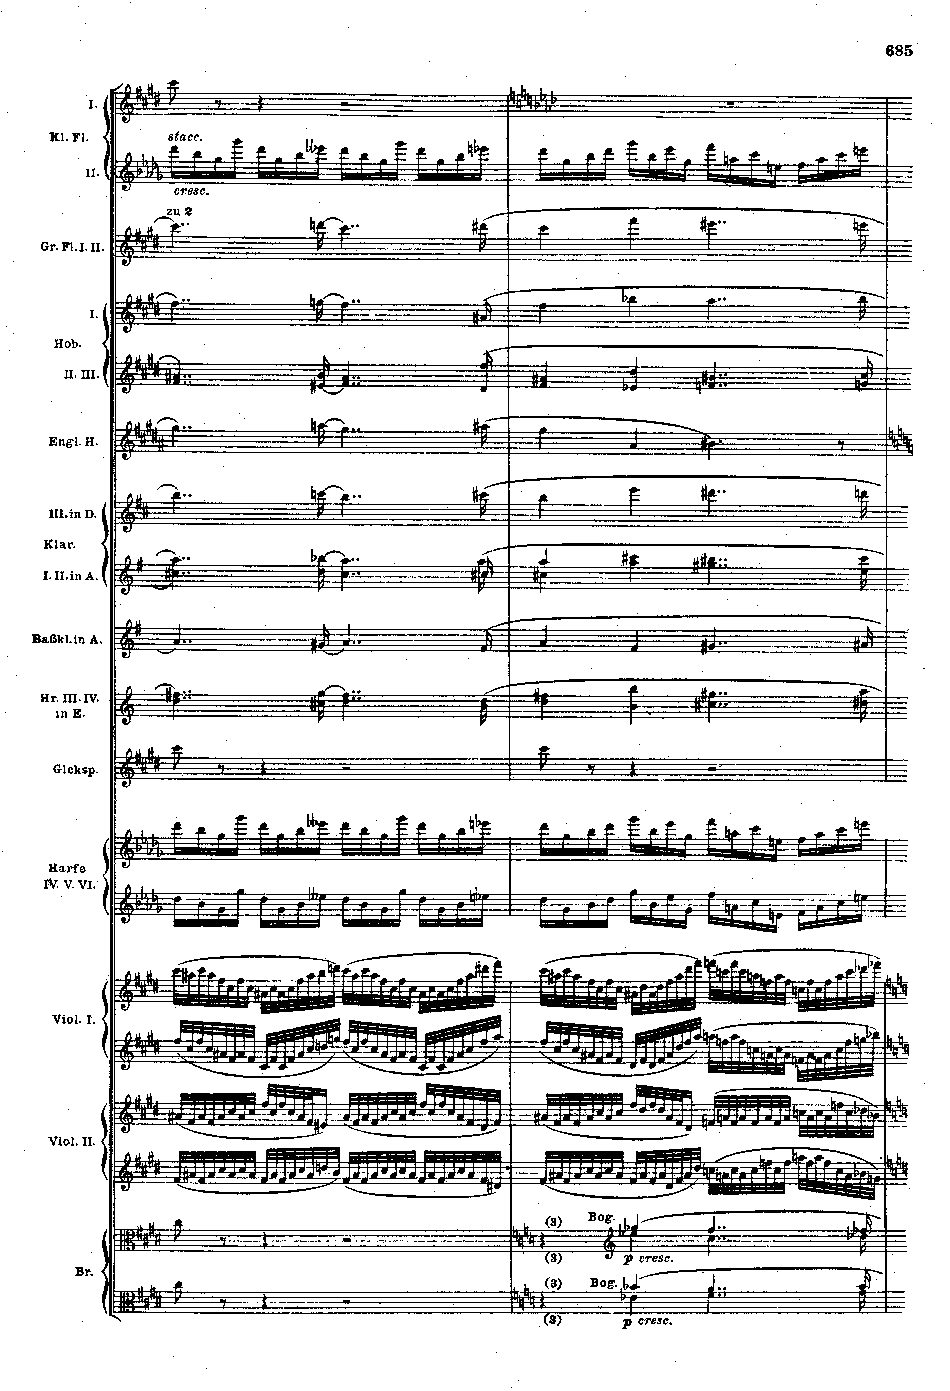 685
I.
Kl. Fl.
stacc.
II.
cresc.
zu 2
Gr. Fl. I. II.
I.
Hob.
II. III.
Engl. H.
III. in D.
Klar.
I. II. in A.
Baßkl. in A.
Hr. III. IV.
in E.
Glcksp.
Harfe
IV. V. VI.
Viol. I.
Viol. II.
(3) Bog.
(3) p cresc.
Br.
(3) Bog.
(3) p cresc.